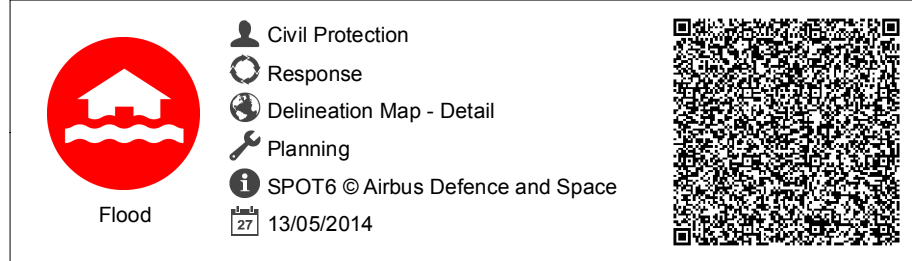 Civil Protection
Response
Delineation Map - Detail
Planning
SPOT6 © Airbus Defence and Space
Flood
27 13/05/2014